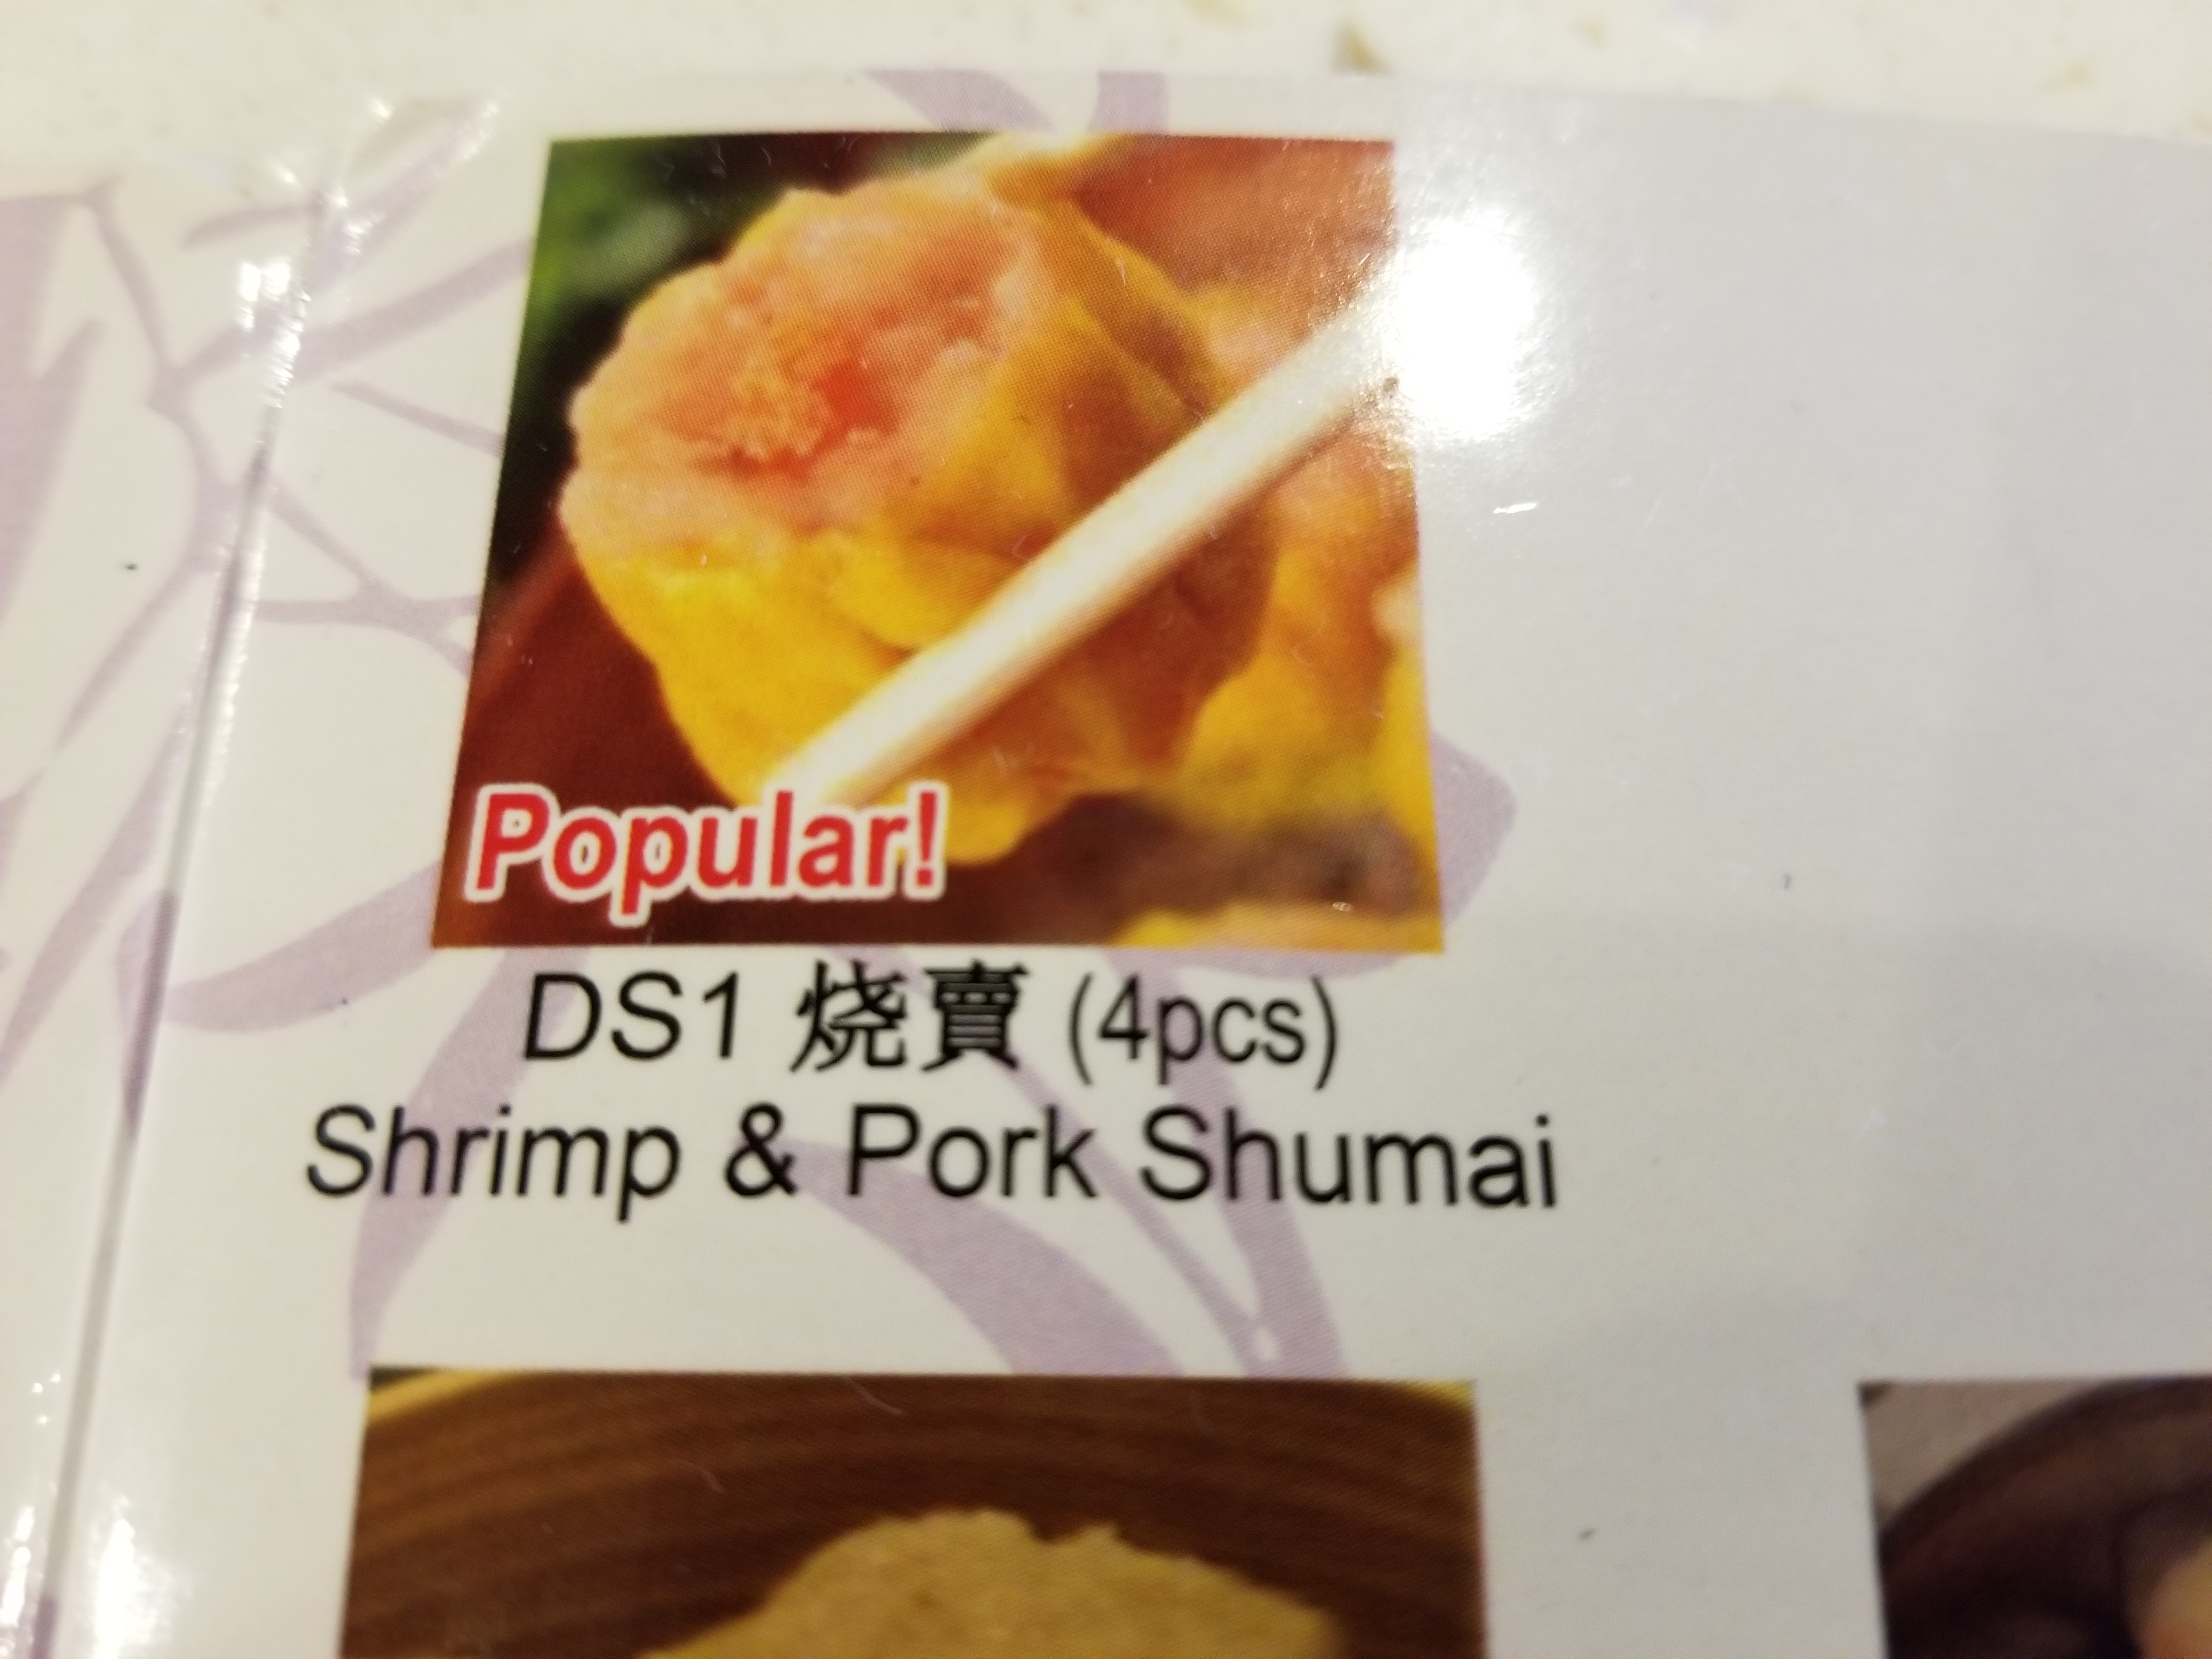 Popular!
DS1 烧賣 (4pcs)
Shrimp & Pork Shumai